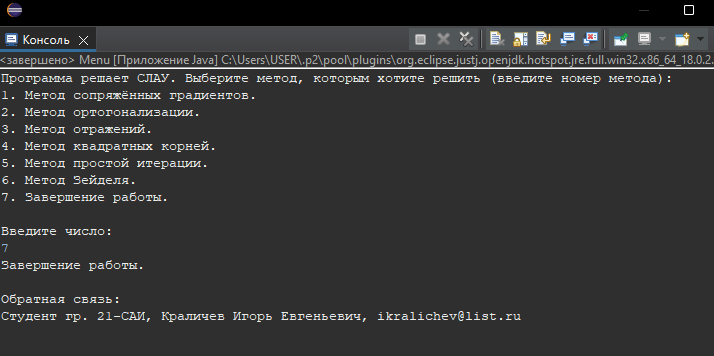 Консоль
<завершено> Menu [Приложение Java] C:\Users\USER\.p2\pool\plugins\org.eclipse.justj.openjdk.hotspot.jre.full.win32.x86_64_18.0.2.
Программа решает СЛАУ. Выберите метод, которым хотите решить (введите номер метода):
1. Метод сопряжённых градиентов.
2. Метод ортогонализации.
3. Метод отражений.
4. Метод квадратных корней.
5. Метод простой итерации.
6. Метод Зейделя.
7. Завершение работы.
Введите число:
7
Завершение работы.
Обратная связь:
Студент гр. 21-САИ, Краличев Игорь Евгеньевич, ikralichev@list.ru